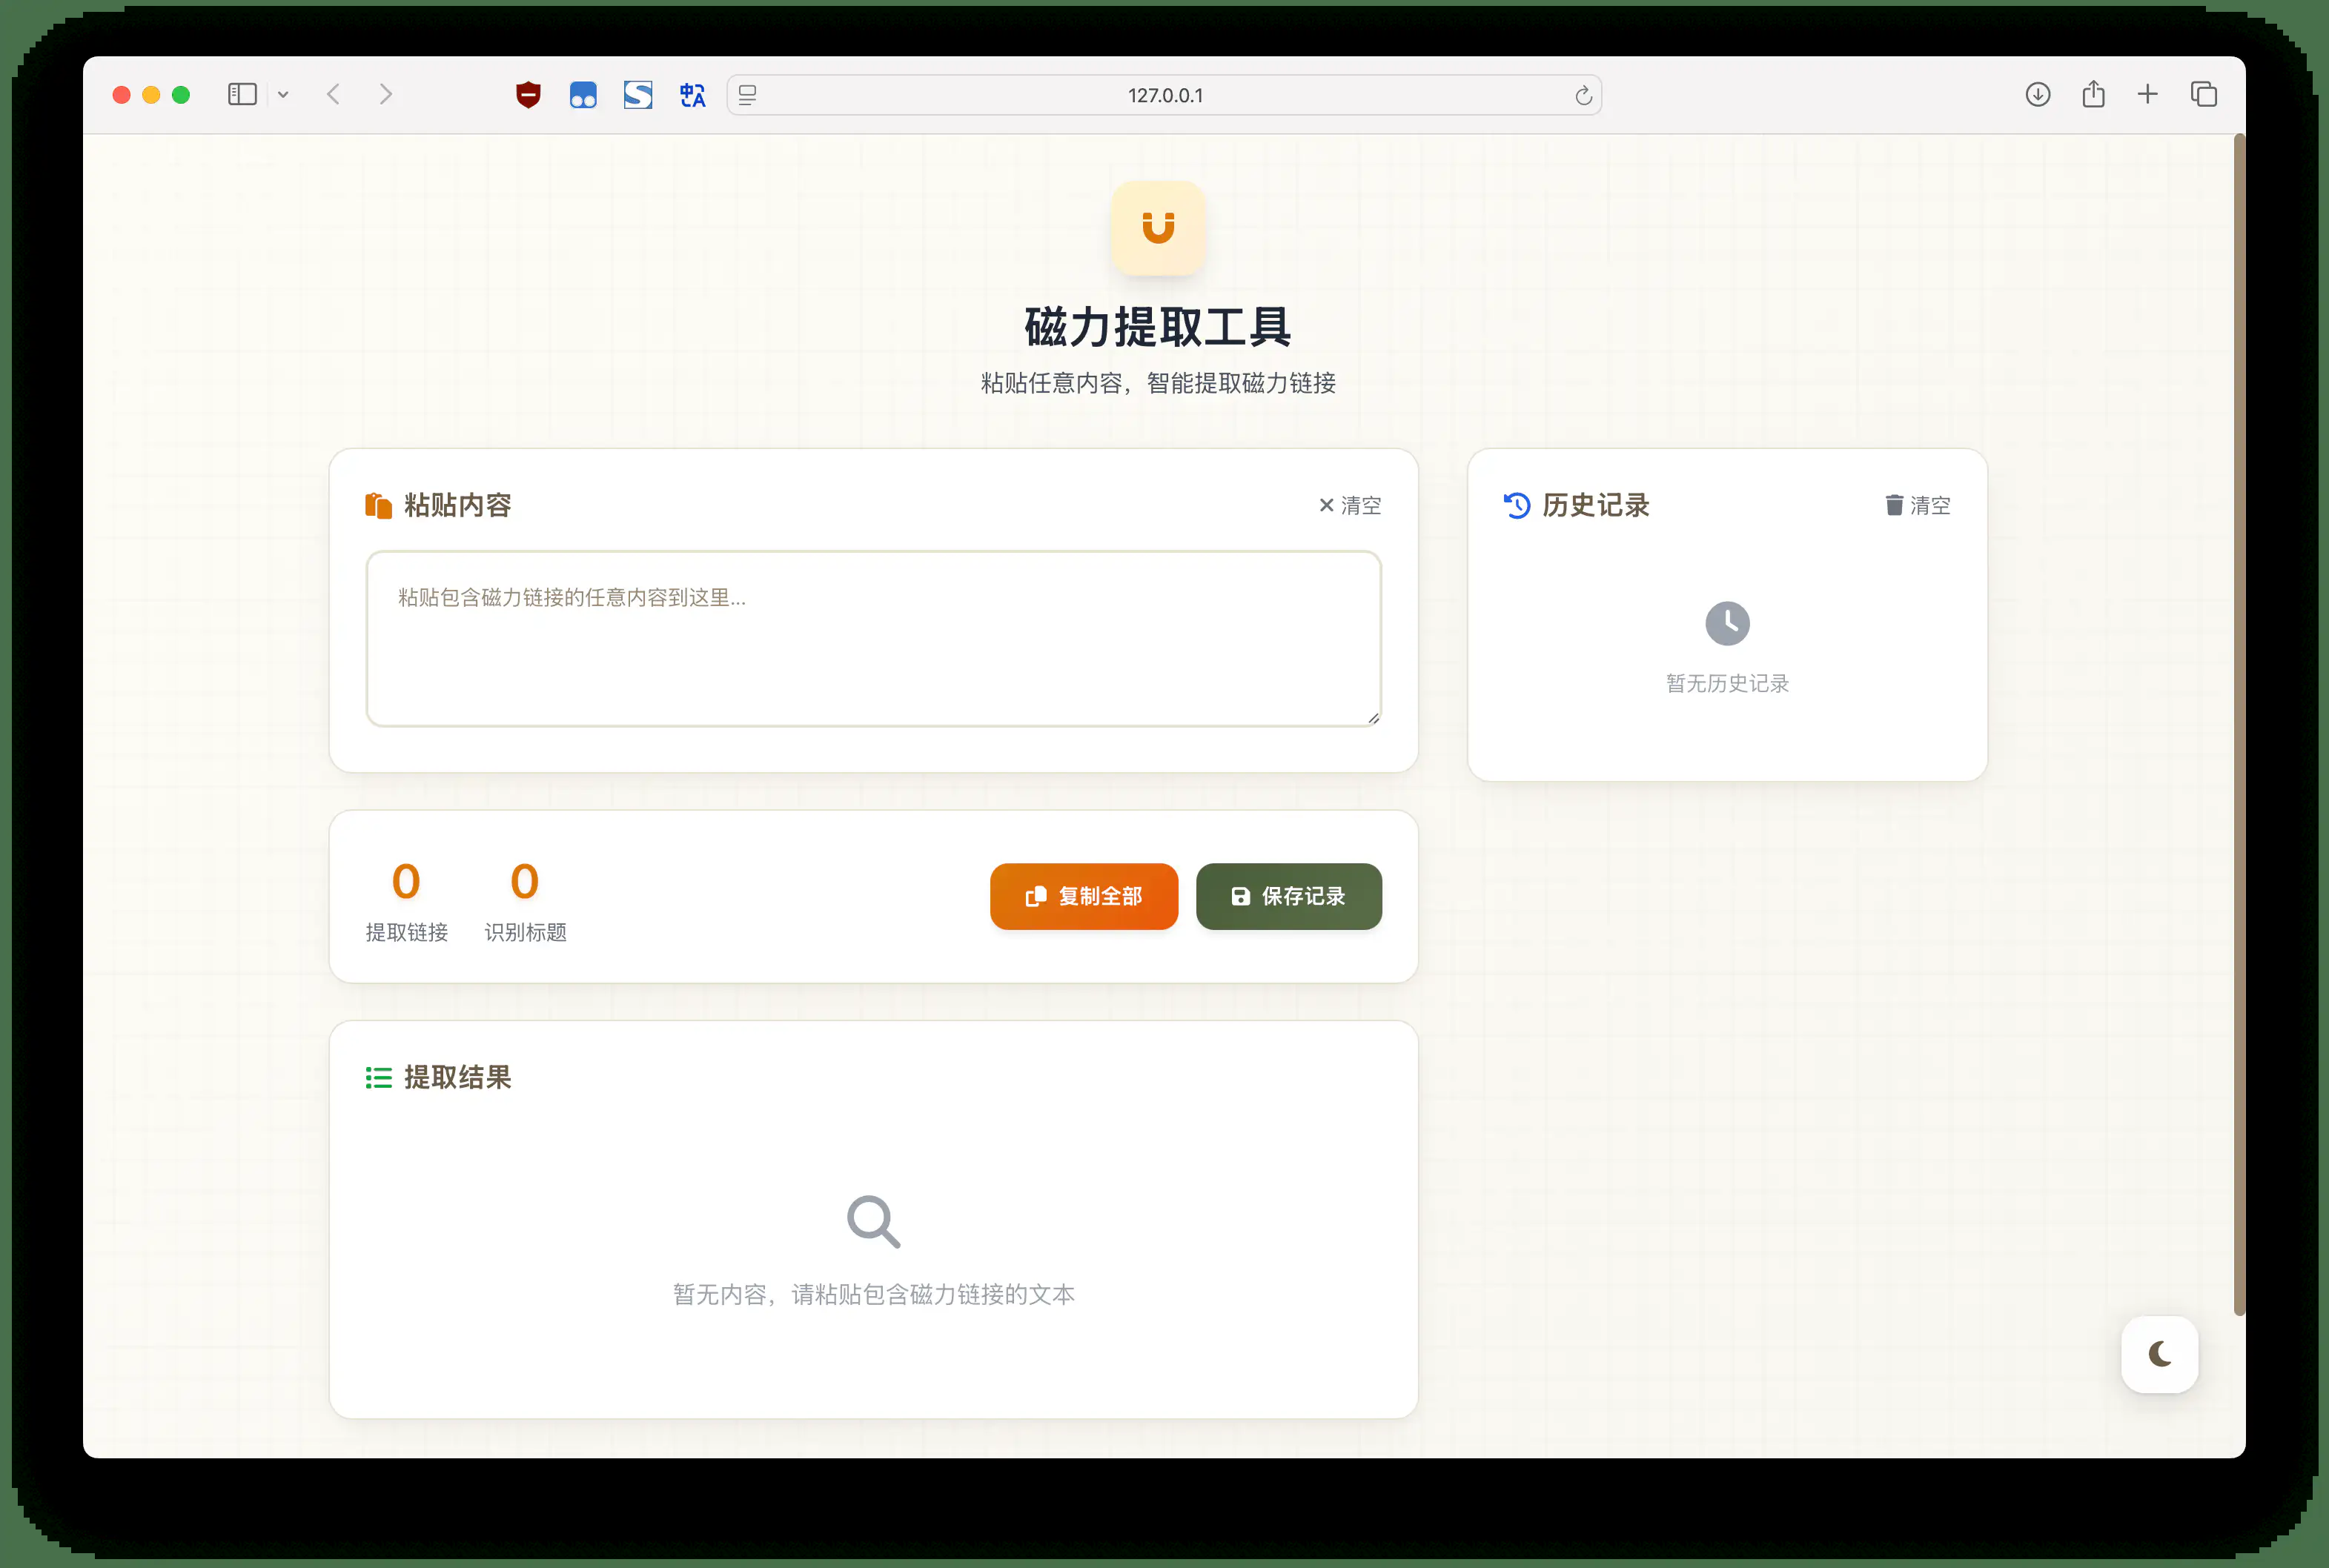 127.0.0.1
磁力提取工具
粘贴任意内容，智能提取磁力链接
粘贴内容
清空
粘贴包含磁力链接的任意内容到这里...
历史记录
清空
暂无历史记录
0
提取链接
0
识别标题
复制全部
保存记录
提取结果
暂无内容，请粘贴包含磁力链接的文本